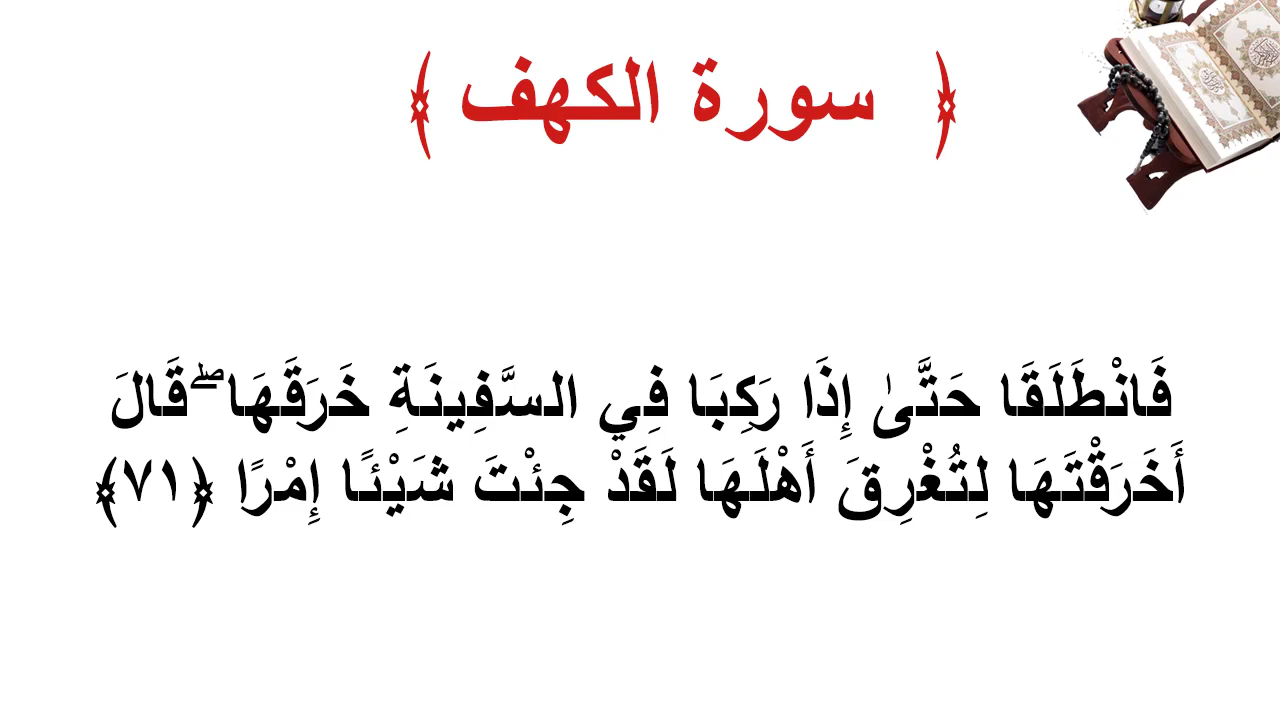 ﴿ سورة الكهف ﴾
فَانْطَلَقَا حَتَّىٰ إِذَا رَكِبَا فِي السَّفِينَةِ خَرَقَهَا ۖ قَالَ
أَخَرَقْتَهَا لِتُغْرِقَ أَهْلَهَا لَقَدْ جِئْتَ شَيْئًا إِمْرًا ﴿٧١﴾